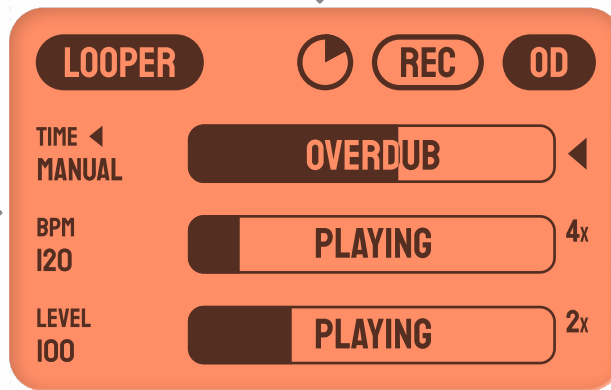 LOOPER REC OD
TIME
MANUAL
OVERDUB
BPM
120
PLAYING
4x
LEVEL
100
PLAYING
2x